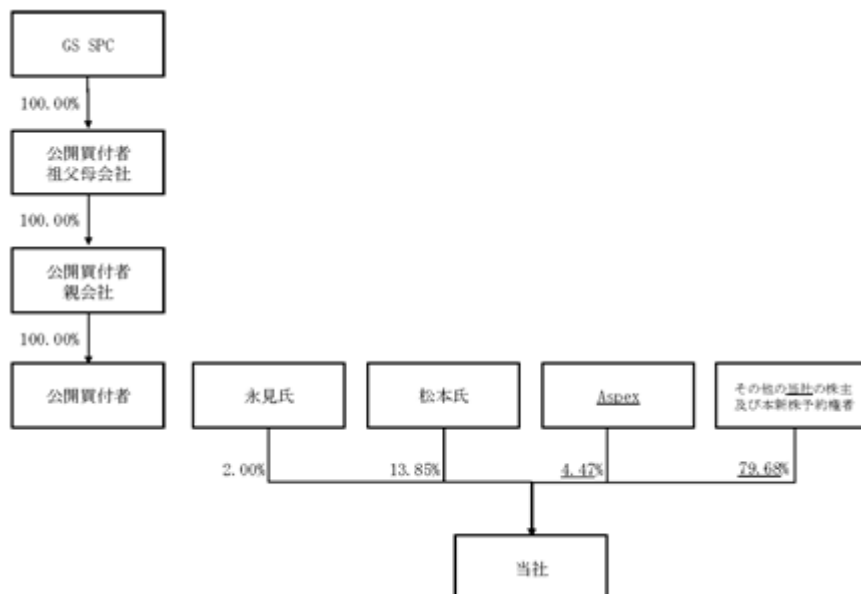 GS SPC
100.00%
公開買付者
祖父母会社
100.00%
公開買付者
親会社
100.00%
公開買付者
永見氏
松本氏
Aspex
その他の当社の株主
及び本新株予約権者
2.00%
13.85%
4.47%
79.68%
当社